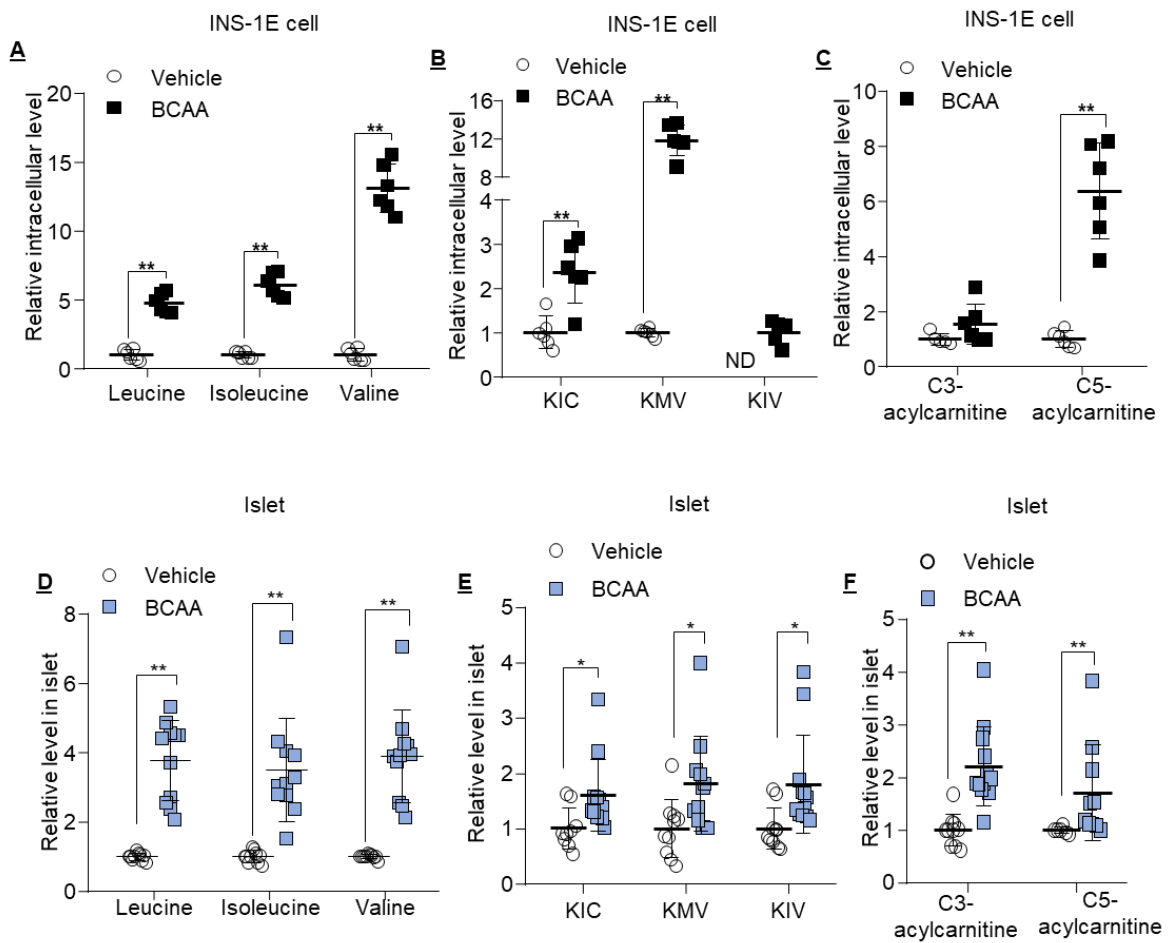 INS-1E cell
A
Vehicle
BCAA
Relative intracellular level
20
15
10
5
0
**
**
**
Leucine
Isoleucine
Valine
INS-1E cell
B
Vehicle
BCAA
Relative intracellular level
16
12
8
4
3
2
1
0
**
**
ND
KIC
KMV
KIV
INS-1E cell
C
Vehicle
BCAA
Relative intracellular level
10
8
6
4
2
0
**
C3-
acylcarnitine
C5-
acylcarnitine
Islet
D
Vehicle
BCAA
Relative level in islet
8
6
4
2
0
**
**
**
Leucine
Isoleucine
Valine
Islet
E
Vehicle
BCAA
Relative level in islet
5
4
3
2
1
0
*
*
*
KIC
KMV
KIV
Islet
F
Vehicle
BCAA
Relative level in islet
5
4
3
2
1
0
**
**
C3-
acylcarnitine
C5-
acylcarnitine